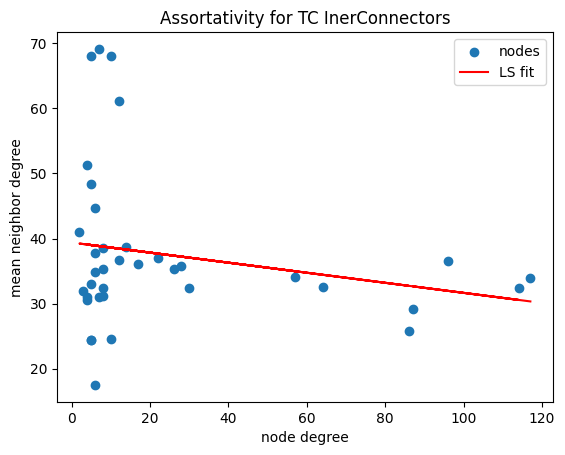 Assortativity for TC InerConnectors
nodes
LS fit
mean neighbor degree
70
60
50
40
30
20
0
20
40
60
80
100
120
node degree